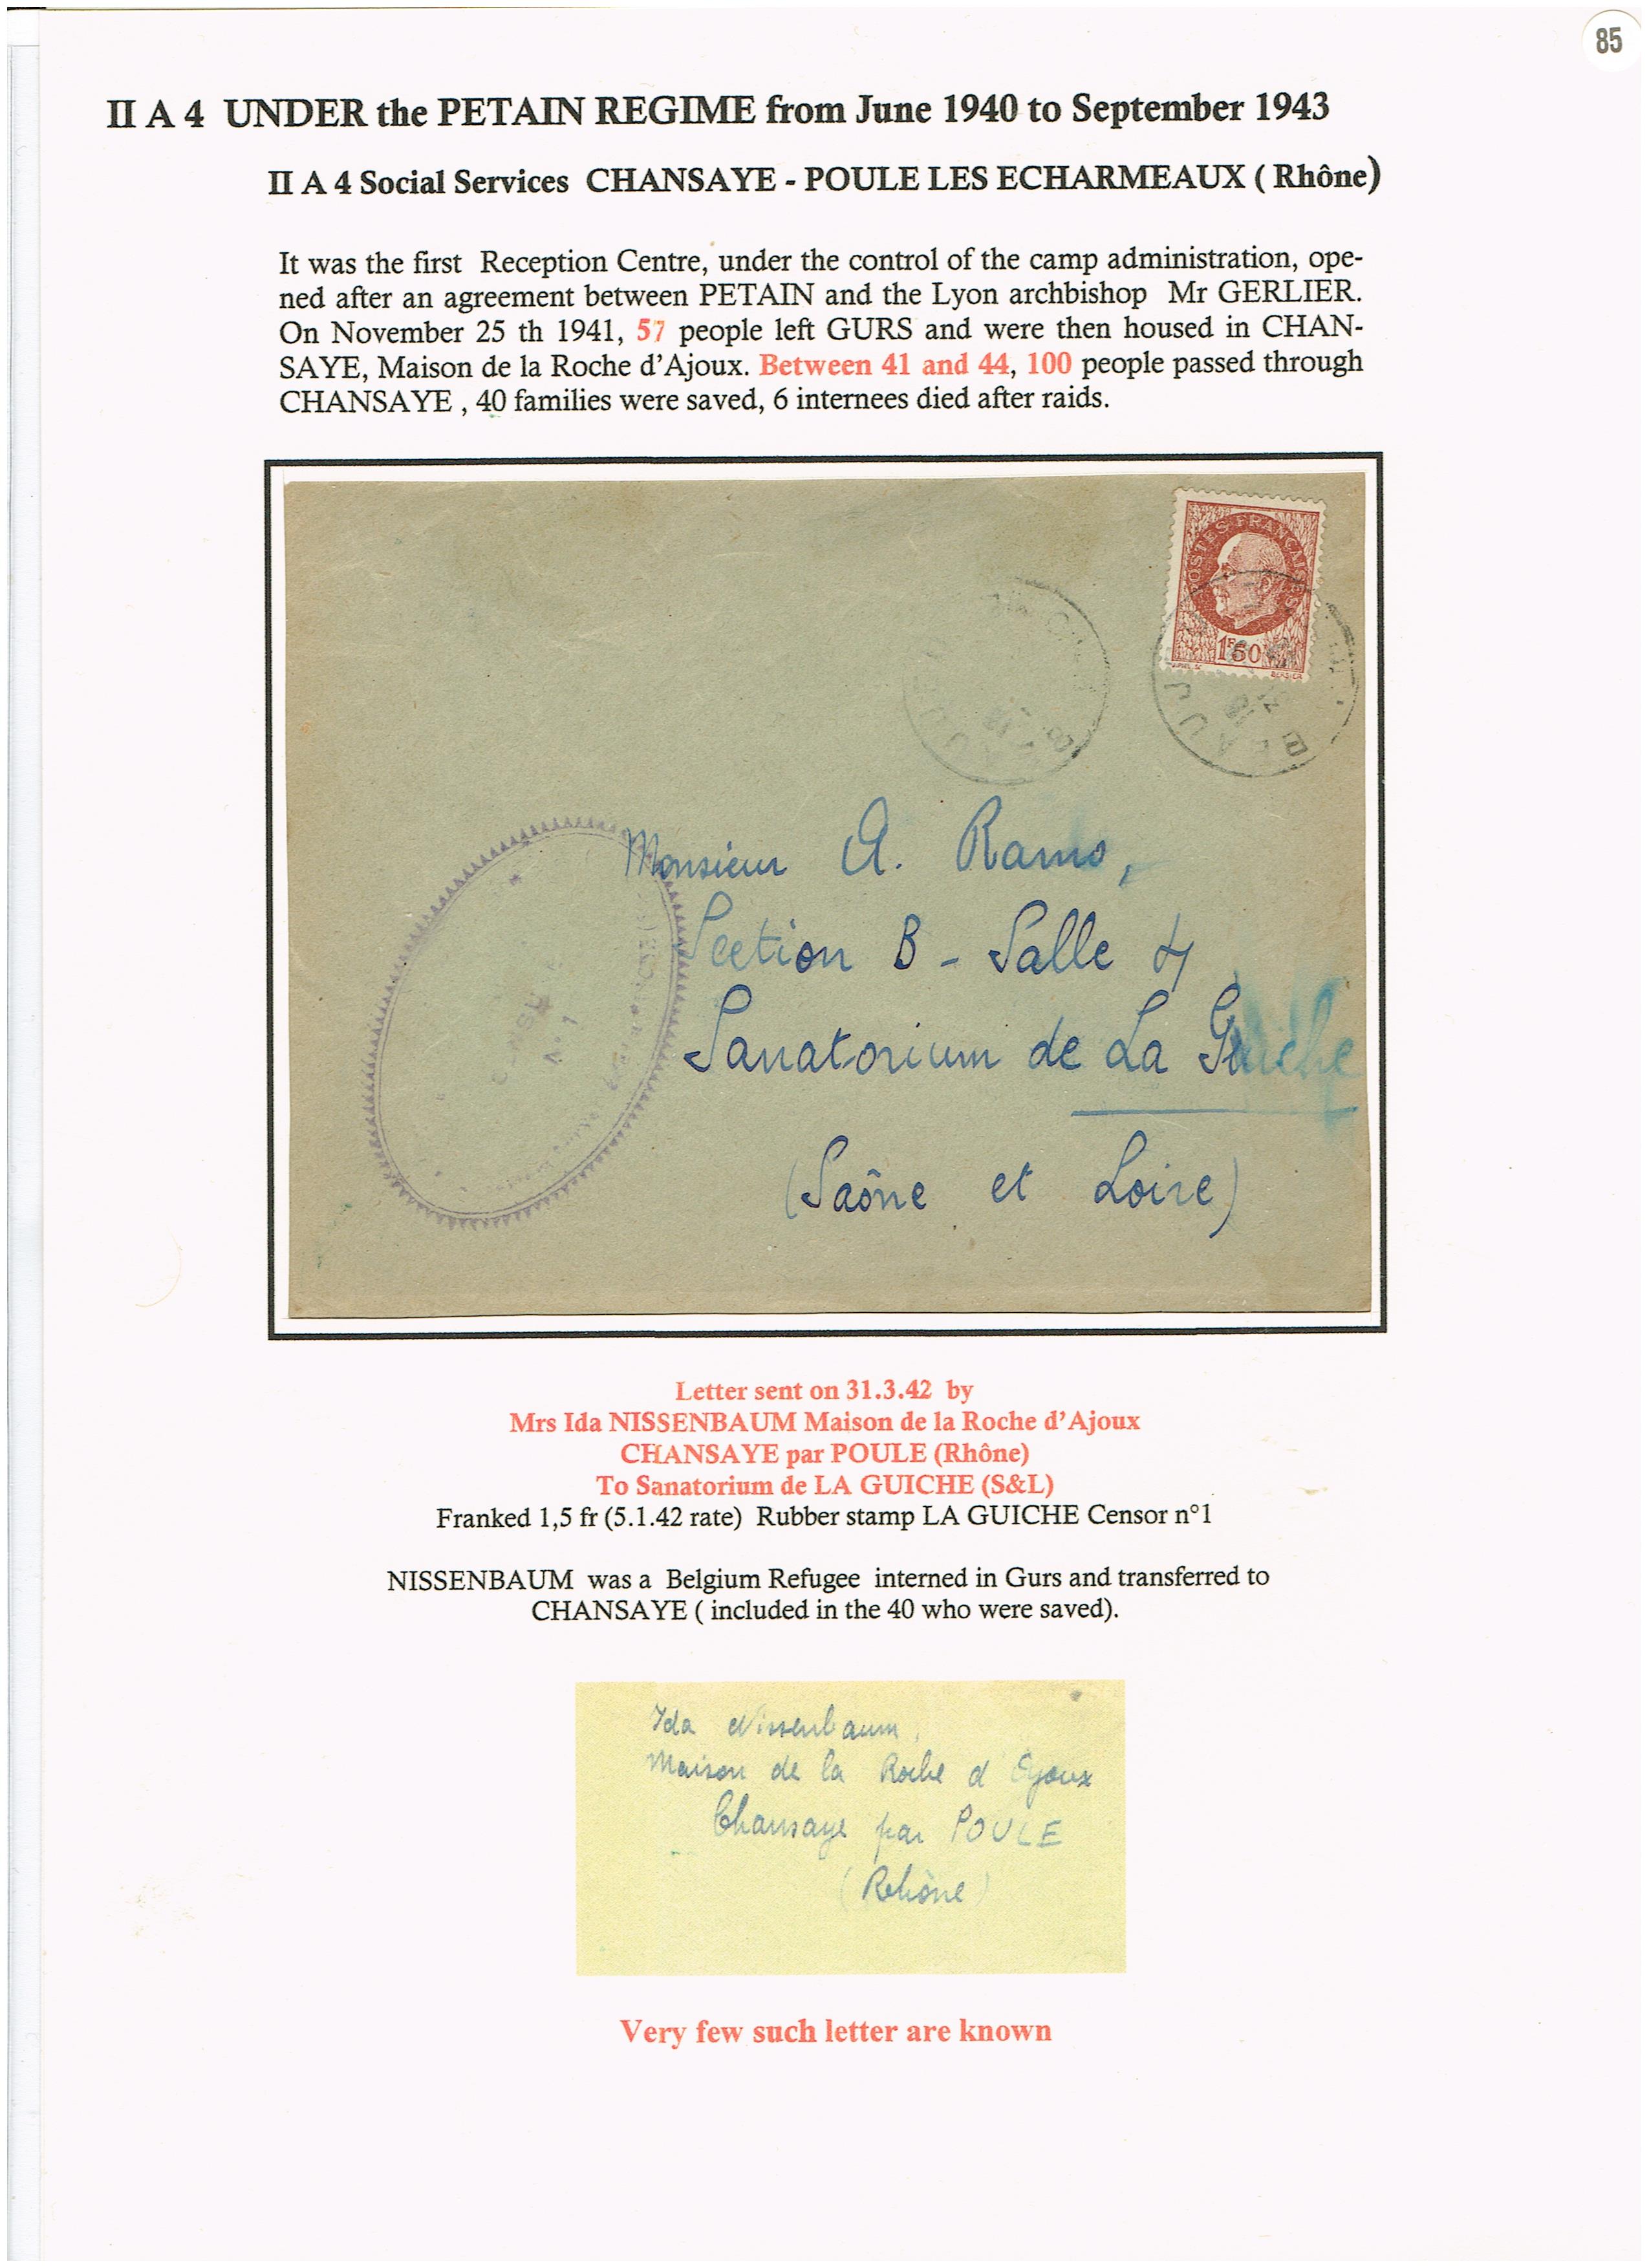 85
II A 4 UNDER the PETAIN REGIME from June 1940 to September 1943
II A 4 Social Services CHANSAYE - POULE LES ECHARMEAUX ( Rhône)
It was the first Reception Centre, under the control of the camp administration, ope-
ned after an agreement between PETAIN and the Lyon archbishop Mr GERLIER.
On November 25 th 1941, 57 people left GURS and were then housed in CHAN-
SAYE, Maison de la Roche d'Ajoux. Between 41 and 44, 100 people passed through
CHANSAYE , 40 families were saved, 6 internees died after raids.
POSTES FRANÇAISES
1F50
BERSIER
BEAUJ
Monsieur A. Ramo,
Section B - Salle 4
Sanatorium de La Guiche
(Saône et Loire)
N° 1
Letter sent on 31.3.42 by
Mrs Ida NISSENBAUM Maison de la Roche d'Ajoux
CHANSAYE par POULE (Rhône)
To Sanatorium de LA GUICHE (S&L)
Franked 1,5 fr (5.1.42 rate) Rubber stamp LA GUICHE Censor n°1
NISSENBAUM was a Belgium Refugee interned in Gurs and transferred to
CHANSAYE ( included in the 40 who were saved).
Ida Nissenbaum,
Maison de la Roche d'Ajoux
Chansaye par POULE
(Rhône)
Very few such letter are known